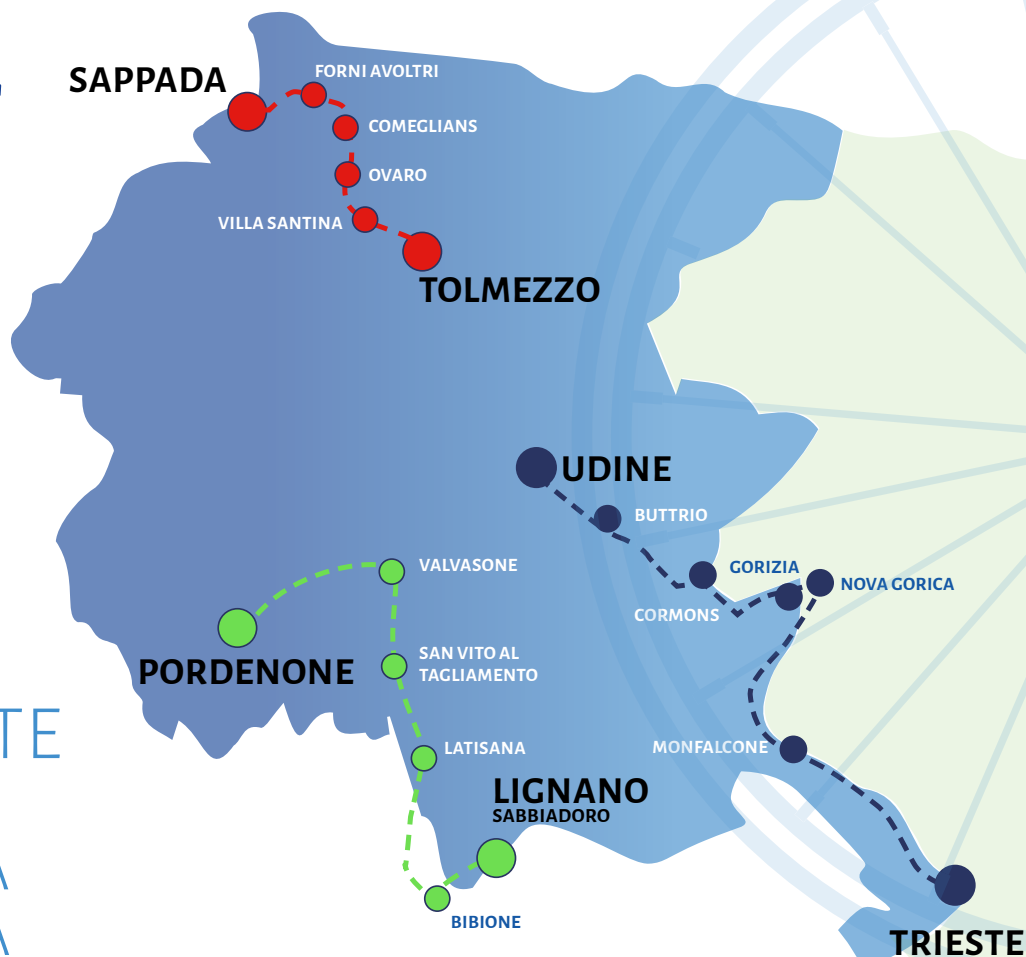 FORNI AVOLTRI
SAPPADA
COMEGLIANS
OVARO
VILLA SANTINA
TOLMEZZO
UDINE
BUTTRIO
VALVASONE
GORIZIA
NOVA GORICA
CORMONS
SAN VITO AL
TAGLIAMENTO
PORDENONE
TE
LATISANA
MONFALCONE
LIGNANO
SABBIADORO
BIBIONE
TRIESTE